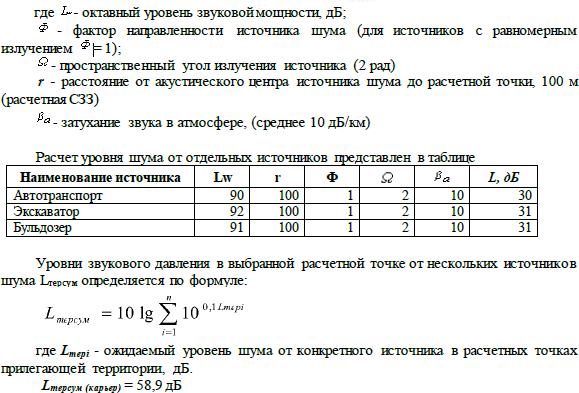 где Lw - октавный уровень звуковой мощности, дБ;
Ф - фактор направленности источника шума (для источников с равномерным
излучением Ф = 1);
Ω - пространственный угол излучения источника (2 рад)
r - расстояние от акустического центра источника шума до расчетной точки, 100 м
(расчетная СЗЗ)
βa - затухание звука в атмосфере, (среднее 10 дБ/км)
Расчет уровня шума от отдельных источников представлен в таблице
Наименование источника Lw r Ф Ω βa L, дБ
Автотранспорт 90 100 1 2 10 30
Экскаватор 92 100 1 2 10 31
Бульдозер 91 100 1 2 10 31
Уровни звукового давления в выбранной расчетной точке от нескольких источников
шума Lтерсум определяется по формуле:
L терсум = 10 lg ∑ i=1 n 10 0,1Lтерi
где Lтерi - ожидаемый уровень шума от конкретного источника в расчетных точках
прилегающей территории, дБ.
Lтерсум (карьер) = 58,9 дБ